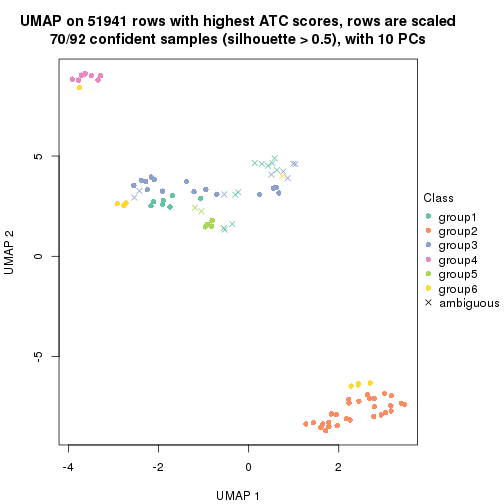 UMAP on 51941 rows with highest ATC scores, rows are scaled
70/92 confident samples (silhouette > 0.5), with 10 PCs
5
0
-5
UMAP 2
-4
-2
0
2
UMAP 1
Class
group1
group2
group3
group4
group5
group6
ambiguous